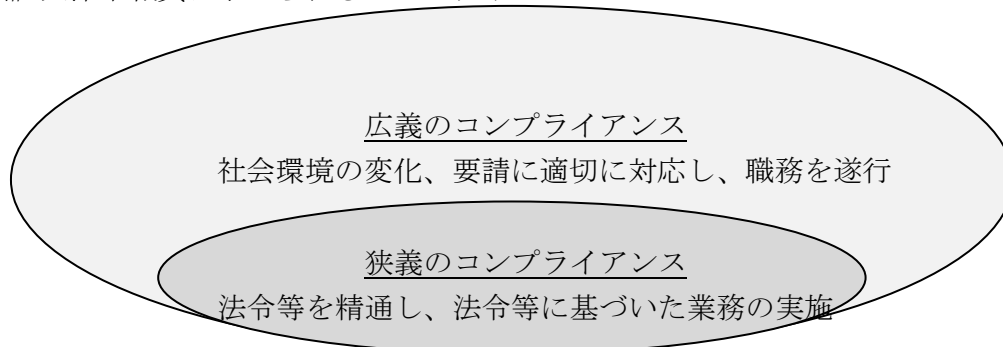 広義のコンプライアンス
社会環境の変化、要請に適切に対応し、職務を遂行
狭義のコンプライアンス
法令等を精通し、法令等に基づいた業務の実施